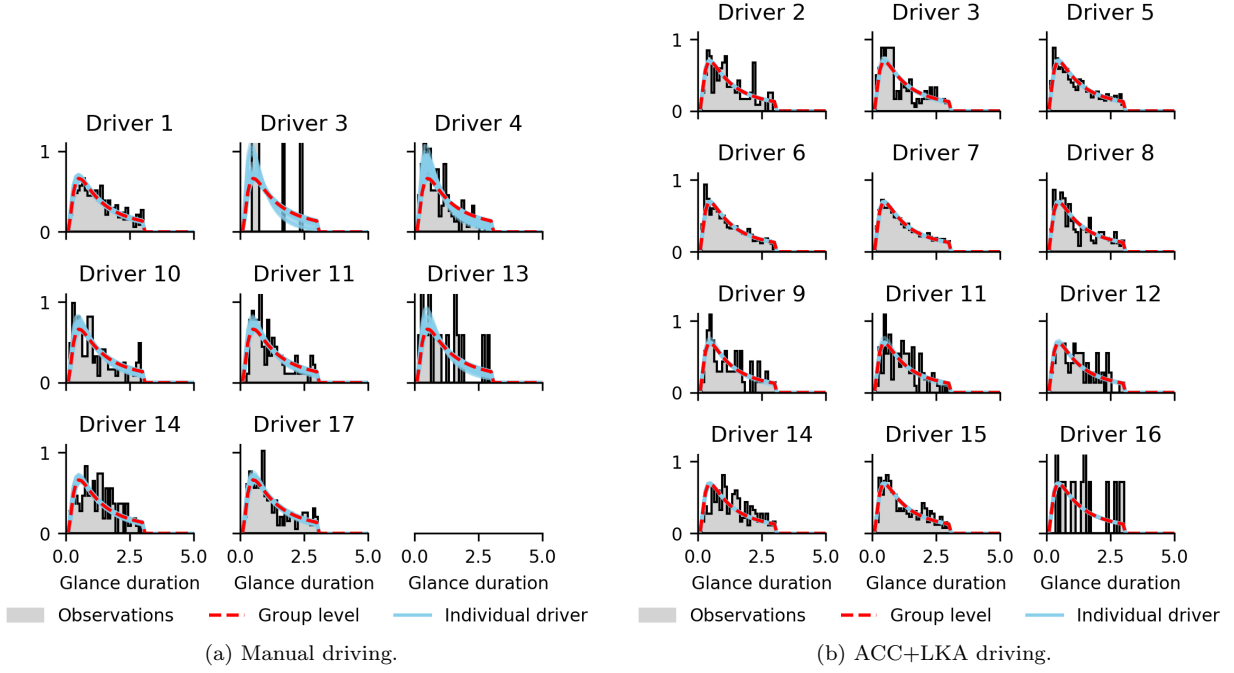 Driver 1 Driver 3 Driver 4
1
0
Driver 10 Driver 11 Driver 13
1
0
Driver 14 Driver 17
1
0
0.0 2.5 5.0 0.0 2.5 5.0 0.0 2.5 5.0
Glance duration Glance duration Glance duration
Observations Group level Individual driver
(a) Manual driving.
Driver 2 Driver 3 Driver 5
1
0
Driver 6 Driver 7 Driver 8
1
0
Driver 9 Driver 11 Driver 12
1
0
Driver 14 Driver 15 Driver 16
1
0
0.0 2.5 5.0 0.0 2.5 5.0 0.0 2.5 5.0
Glance duration Glance duration Glance duration
Observations Group level Individual driver
(b) ACC+LKA driving.